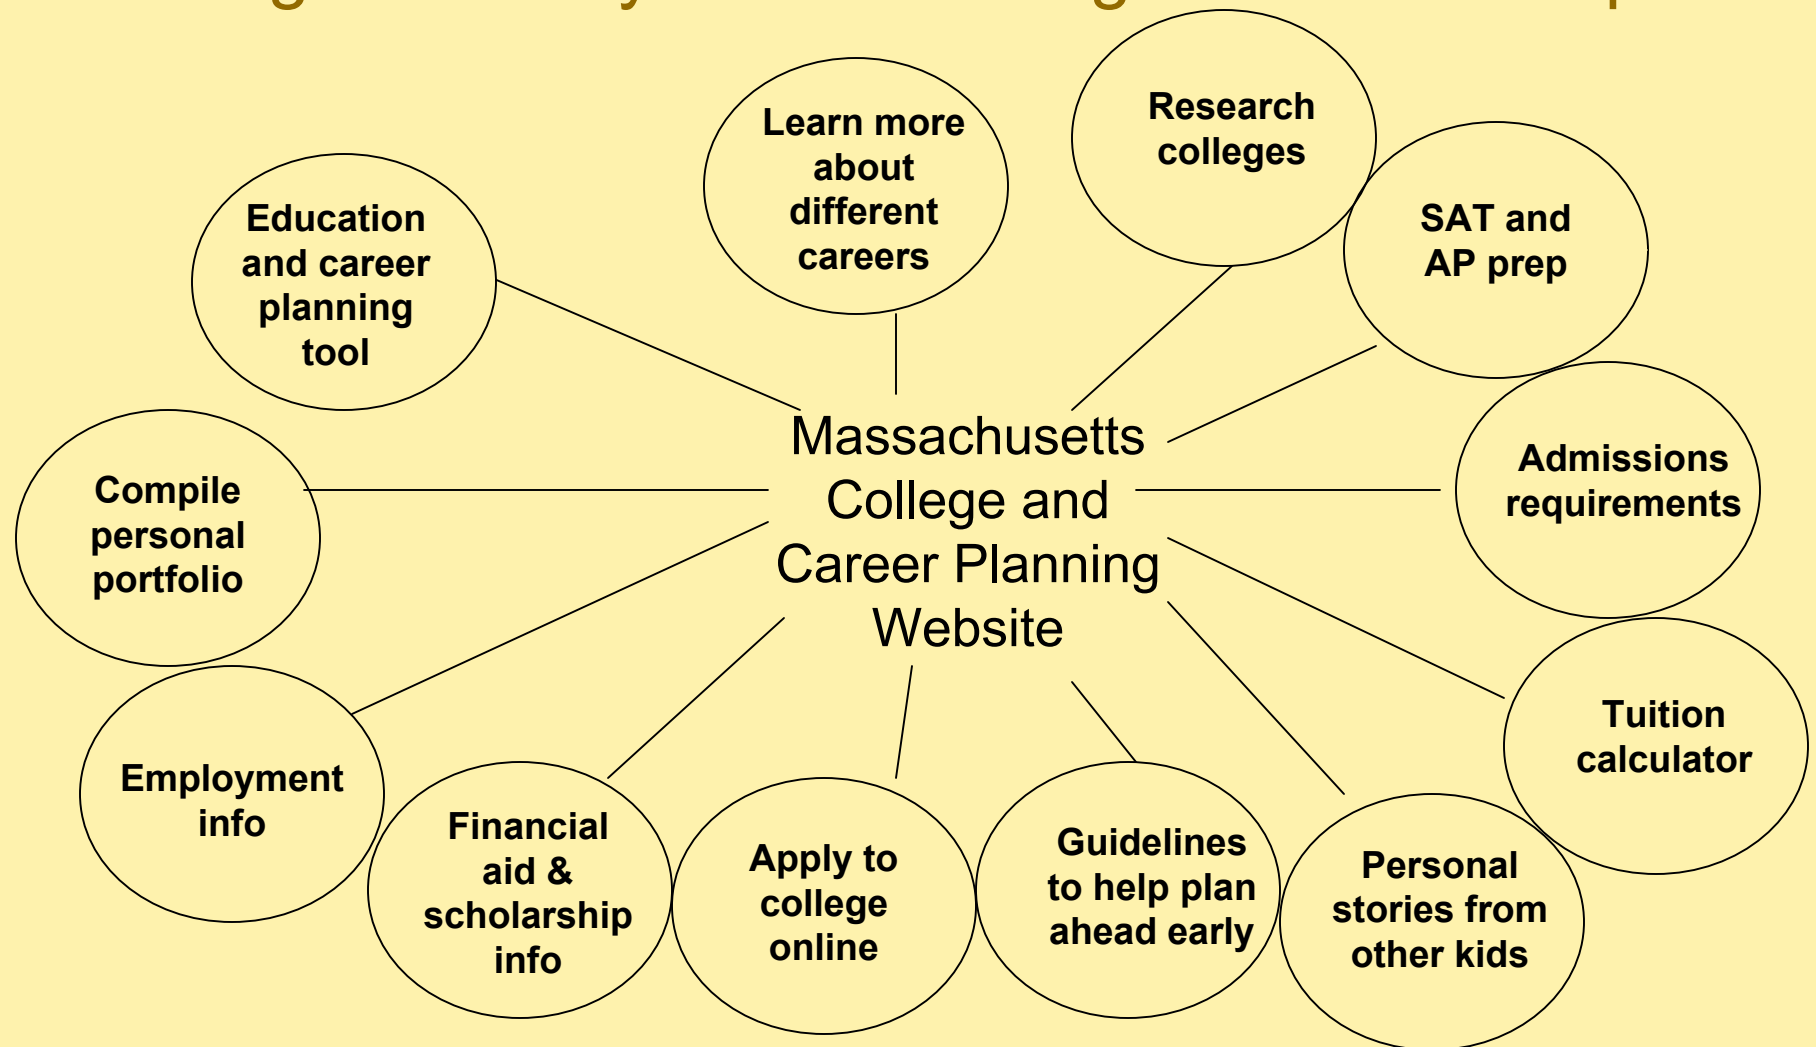 Learn more
about
different
careers
Research
colleges
SAT and
AP prep
Education
and career
planning
tool
Massachusetts
College and
Career Planning
Website
Admissions
requirements
Compile
personal
portfolio
Tuition
calculator
Employment
info
Financial
aid &
scholarship
info
Apply to
college
online
Guidelines
to help plan
ahead early
Personal
stories from
other kids